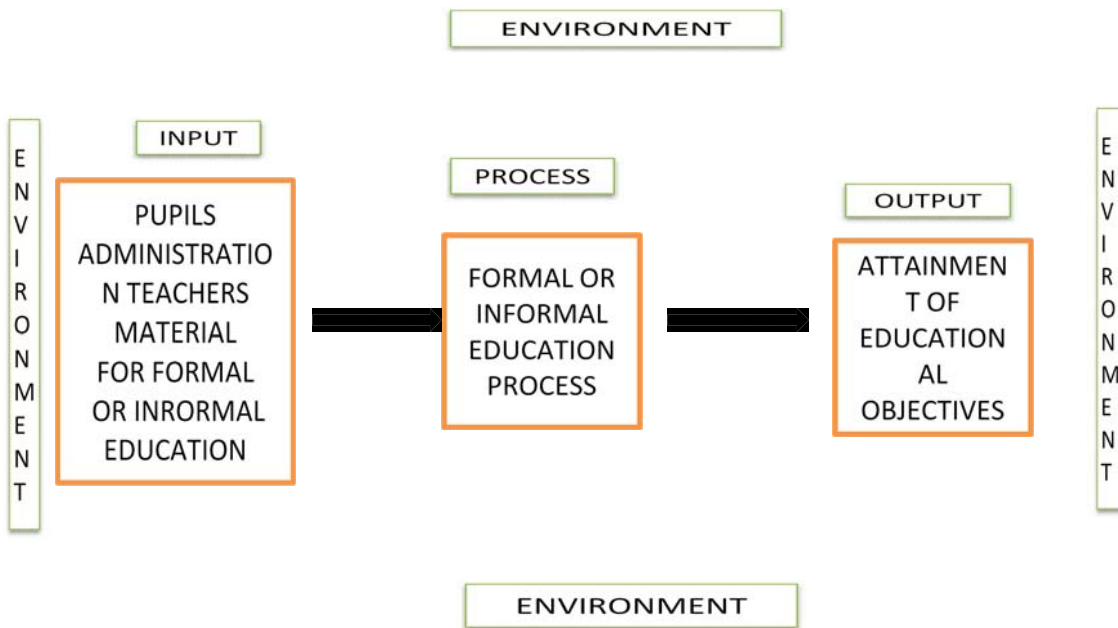 ENVIRONMENT
E
N
V
I
R
O
N
M
E
N
T
INPUT
PUPILS
ADMINISTRATIO
N TEACHERS
MATERIAL
FOR FORMAL
OR INRORMAL
EDUCATION
PROCESS
FORMAL OR
INFORMAL
EDUCATION
PROCESS
OUTPUT
ATTAINMEN
T OF
EDUCATION
AL
OBJECTIVES
E
N
V
I
R
O
N
M
E
N
T
ENVIRONMENT